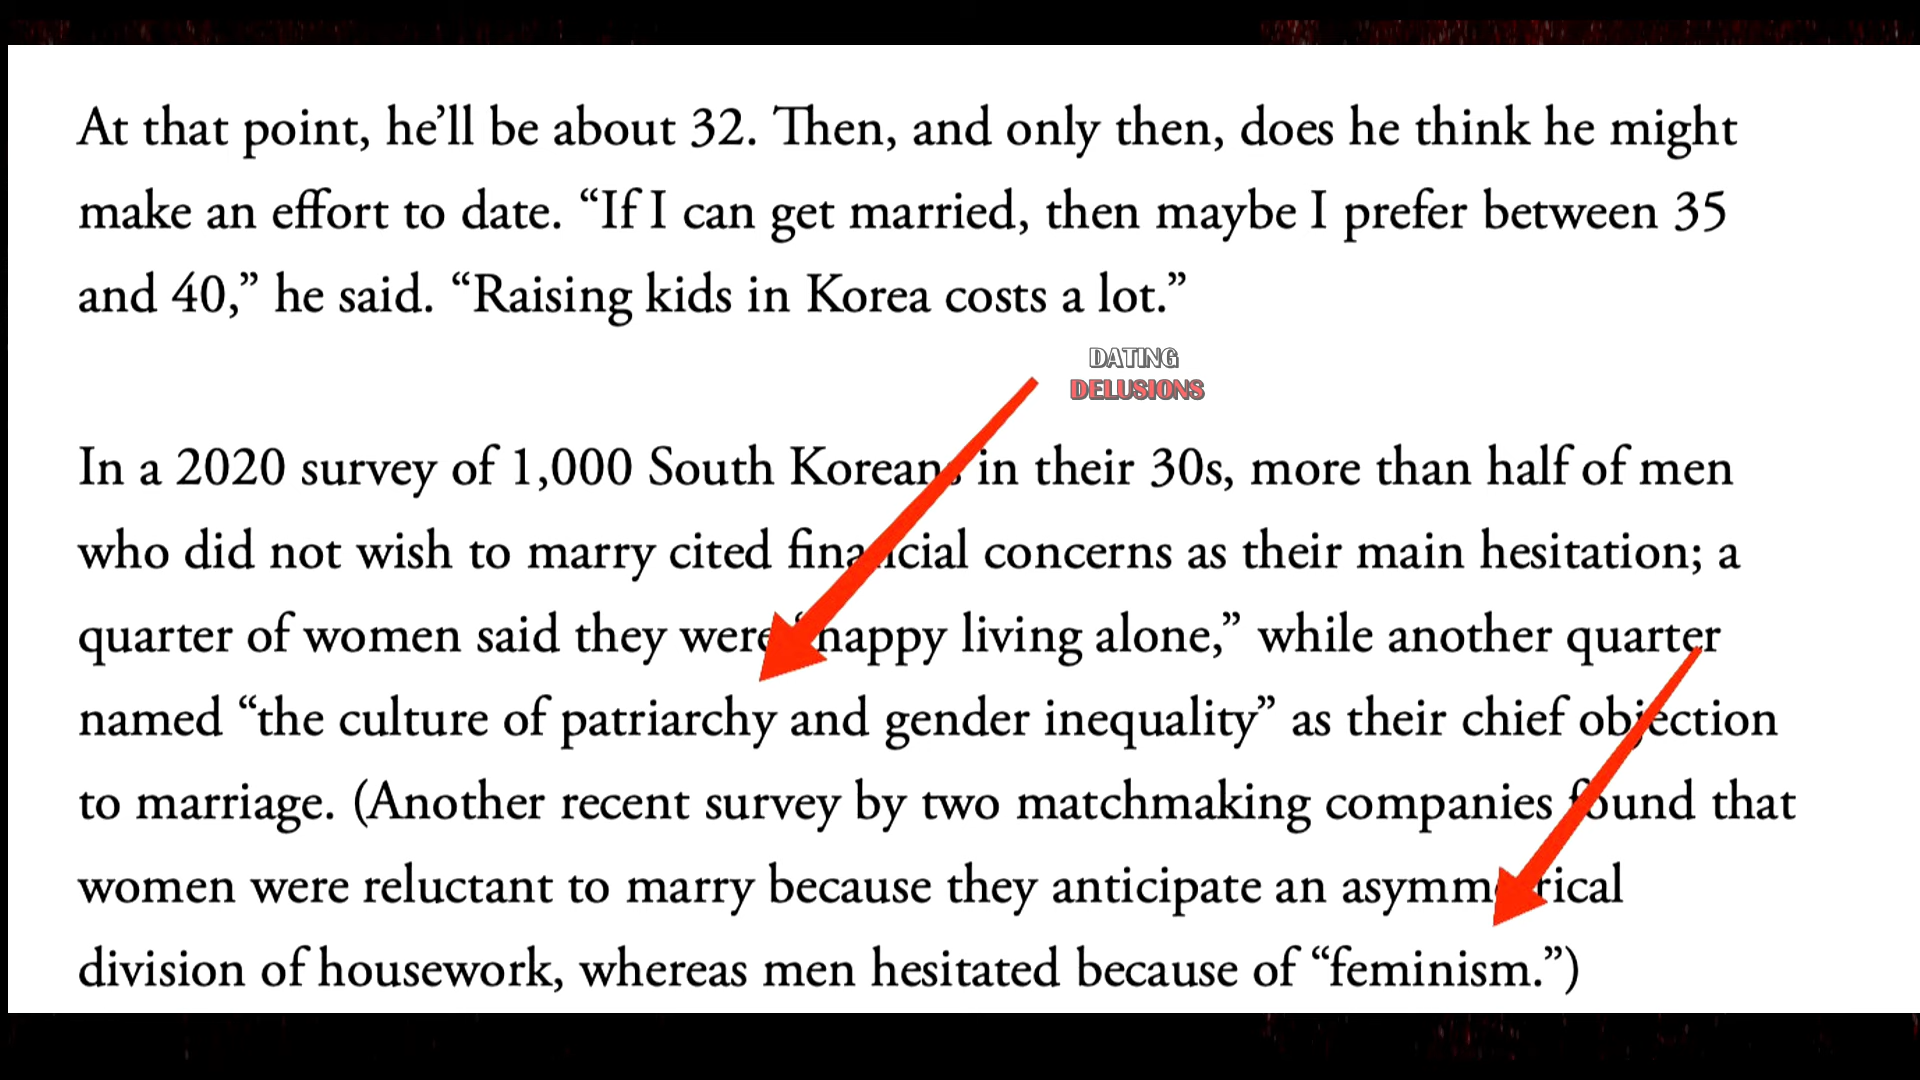 At that point, he’ll be about 32. Then, and only then, does he think he might
make an effort to date. “If I can get married, then maybe I prefer between 35
and 40,” he said. “Raising kids in Korea costs a lot.”
DATING
DELUSIONS
In a 2020 survey of 1,000 South Koreans in their 30s, more than half of men
who did not wish to marry cited financial concerns as their main hesitation; a
quarter of women said they were “happy living alone,” while another quarter
named “the culture of patriarchy and gender inequality” as their chief objection
to marriage. (Another recent survey by two matchmaking companies found that
women were reluctant to marry because they anticipate an asymmetrical
division of housework, whereas men hesitated because of “feminism.”)